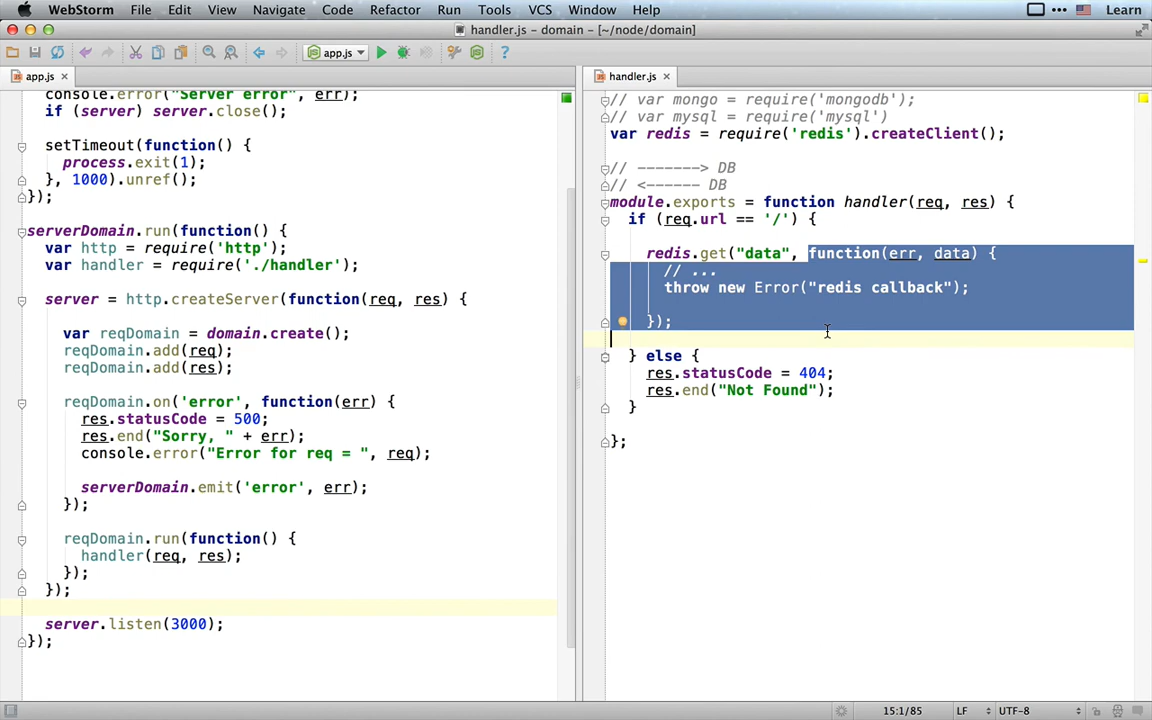 WebStorm File Edit View Navigate Code Refactor Run Tools VCS Window Help Learn
handler.js - domain - [~/node/domain]
app.js
app.js
console.error("Server error", err);
if (server) server.close();
setTimeout(function() {
process.exit(1);
}, 1000).unref();
});
serverDomain.run(function() {
var http = require('http');
var handler = require('./handler');
server = http.createServer(function(req, res) {
var reqDomain = domain.create();
reqDomain.add(req);
reqDomain.add(res);
reqDomain.on('error', function(err) {
res.statusCode = 500;
res.end("Sorry, " + err);
console.error("Error for req = ", req);
serverDomain.emit('error', err);
});
reqDomain.run(function() {
handler(req, res);
});
});
server.listen(3000);
});
handler.js
// var mongo = require('mongodb');
// var mysql = require('mysql')
var redis = require('redis').createClient();
// -------> DB
// <------ DB
module.exports = function handler(req, res) {
if (req.url == '/') {
redis.get("data", function(err, data) {
// ...
throw new Error("redis callback");
});
} else {
res.statusCode = 404;
res.end("Not Found");
}
};
15:1/85 LF UTF-8